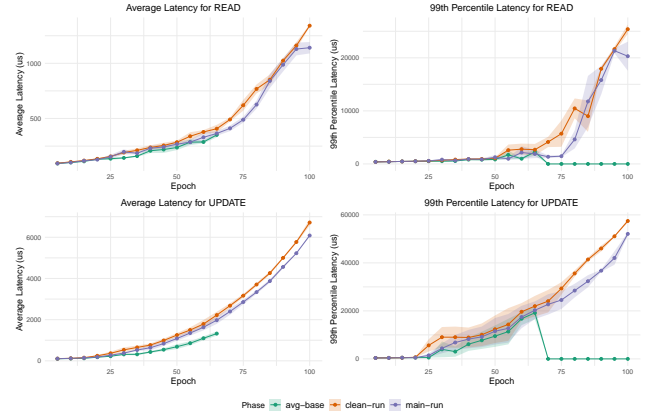 Average Latency for READ
Average Latency (us)
1000
500
25
50
75
100
Epoch
99th Percentile Latency for READ
99th Percentile Latency (us)
20000
10000
0
25
50
75
100
Epoch
Average Latency for UPDATE
Average Latency (us)
6000
4000
2000
0
25
50
75
100
Epoch
99th Percentile Latency for UPDATE
99th Percentile Latency (us)
60000
40000
20000
0
25
50
75
100
Epoch
Phase avg-base clean-run main-run